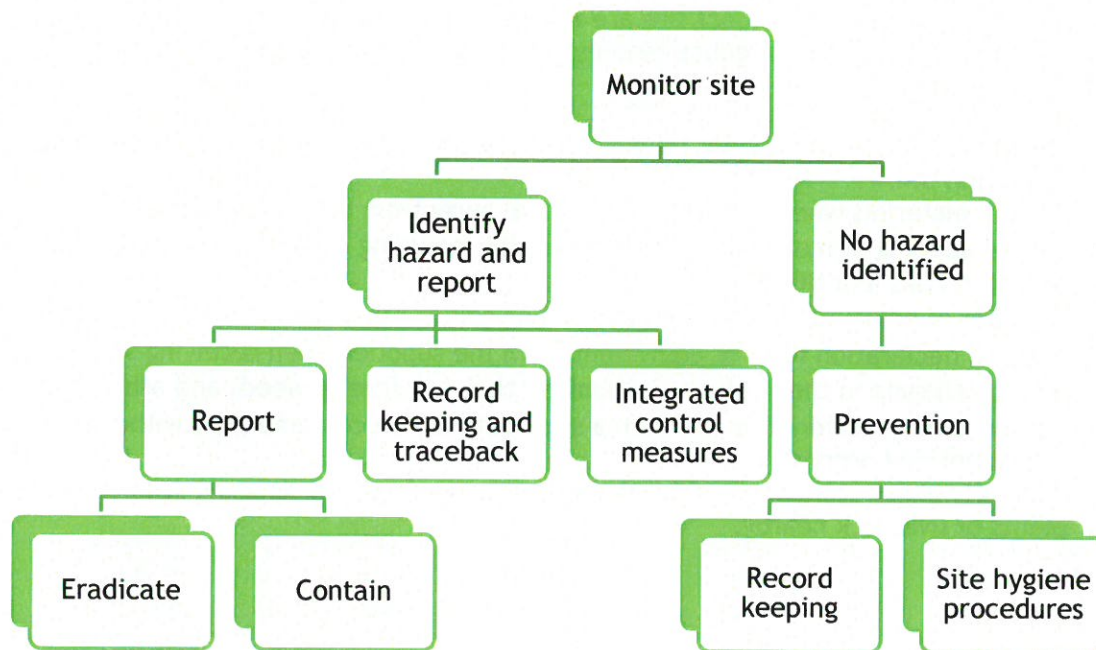 Monitor site
Identify
hazard and
report
No hazard
identified
Report
Record
keeping and
traceback
Integrated
control
measures
Prevention
Eradicate
Contain
Record
keeping
Site hygiene
procedures